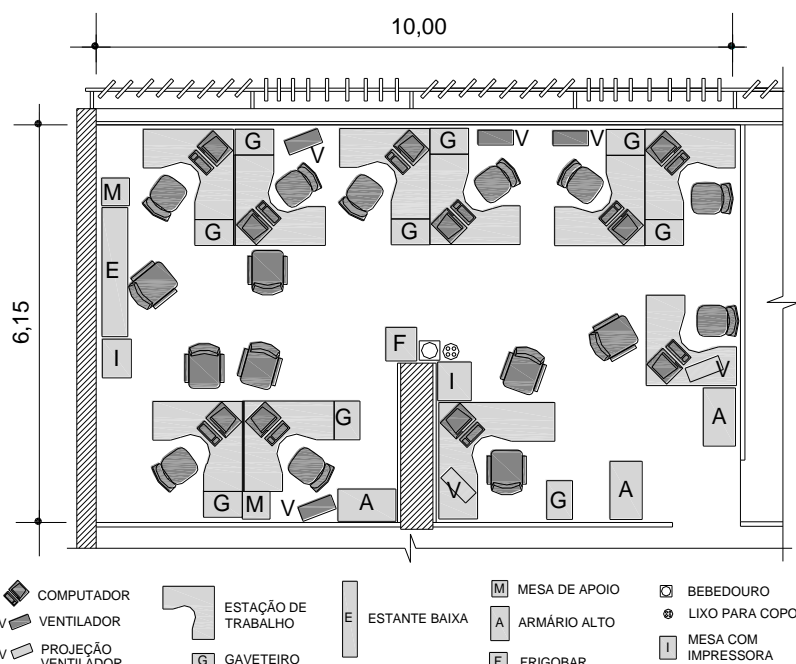 10,00
G
V
G
V
V
G
M
G
G
G
E
6,15
I
F
I
V
A
G
V
G
M
V
A
G
A
COMPUTADOR
V VENTILADOR
V PROJEÇÃO
VENTILADOR
ESTAÇÃO DE
TRABALHO
G GAVETEIRO
E ESTANTE BAIXA
M MESA DE APOIO
A ARMÁRIO ALTO
F FRIGOBAR
BEBEDOURO
LIXO PARA COPO
I MESA COM
IMPRESSORA